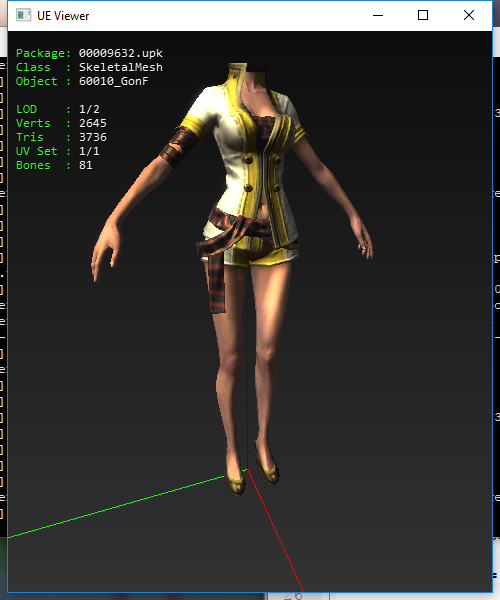 UE Viewer
Package: 00009632.upk
Class : SkeletalMesh
Object : 60010_GonF
LOD : 1/2
Verts : 2645
Tris : 3736
UV Set : 1/1
Bones : 81